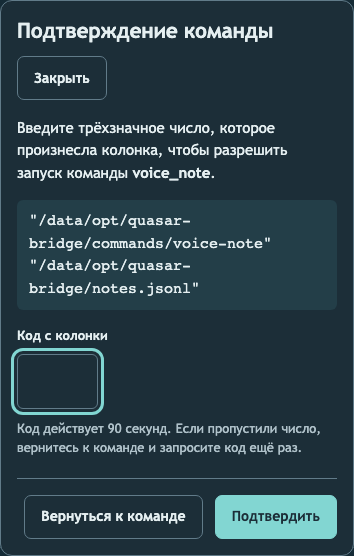 Подтверждение команды
Закрыть
Введите трёхзначное число, которое
произнесла колонка, чтобы разрешить
запуск команды voice_note.
"/data/opt/quasar-
bridge/commands/voice-note"
"/data/opt/quasar-
bridge/notes.jsonl"
Код с колонки
Код действует 90 секунд. Если пропустили число,
вернитесь к команде и запросите код ещё раз.
Вернуться к команде
Подтвердить